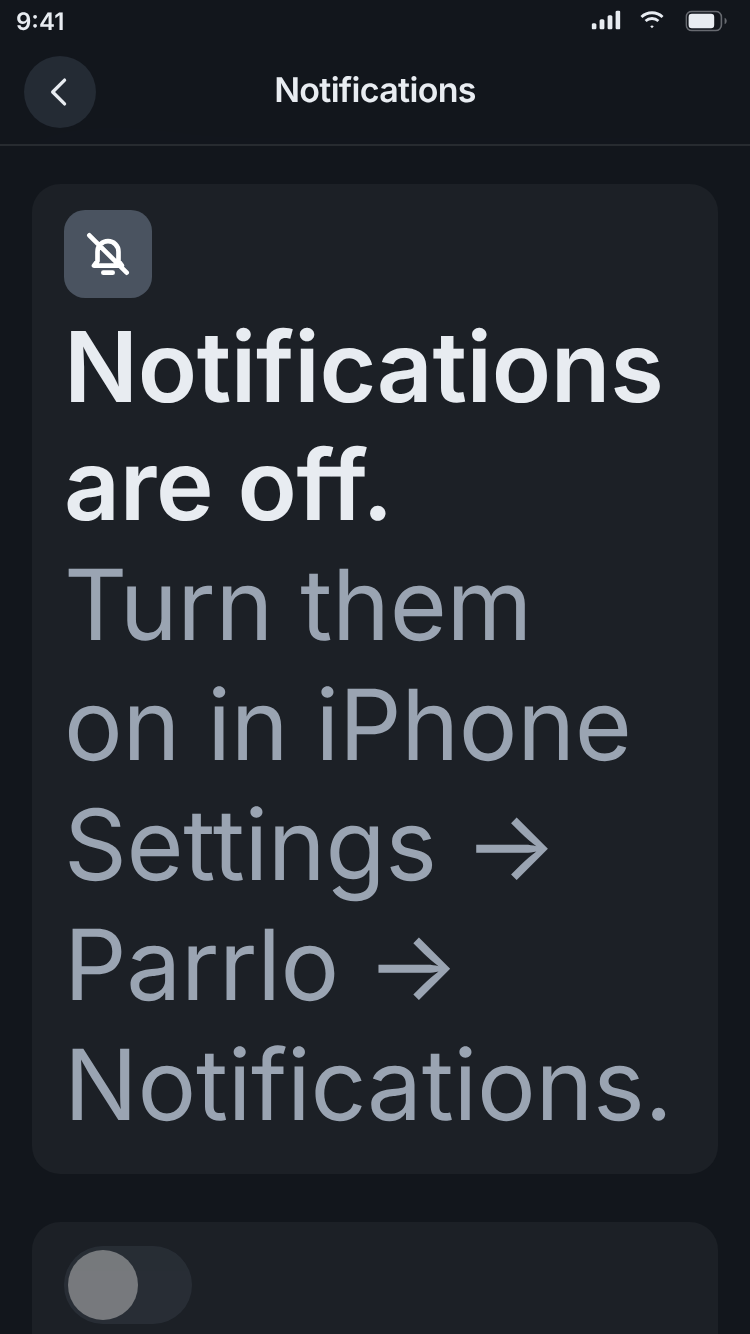 9:41
Notifications
Notifications
are off.
Turn them
on in iPhone
Settings →
Parrlo →
Notifications.